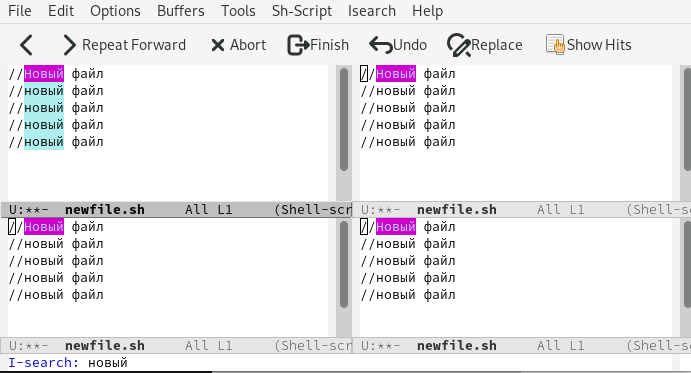 File Edit Options Buffers Tools Sh-Script Isearch Help
Repeat Forward Abort Finish Undo Replace Show Hits
//Новый файл
//новый файл
//новый файл
//новый файл
//новый файл
U:**- newfile.sh All L1 (Shell-scr
//Новый файл
//новый файл
//новый файл
//новый файл
//новый файл
U:**- newfile.sh All L1 (Shell-sc
//Новый файл
//новый файл
//новый файл
//новый файл
//новый файл
U:**- newfile.sh All L1 (Shell-scr
//Новый файл
//новый файл
//новый файл
//новый файл
//новый файл
U:**- newfile.sh All L1 (Shell-sc
I-search: новый